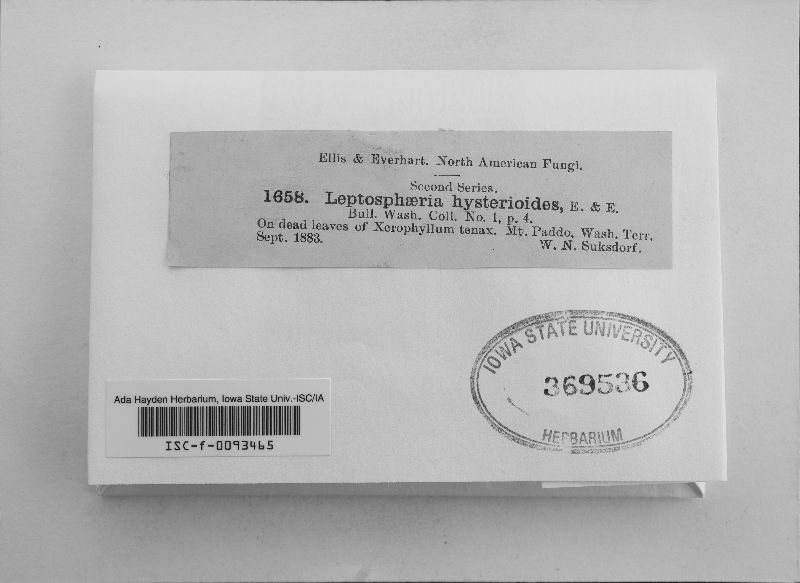 Ellis & Everhart. North American Fungi.
Second Series.
1658. Leptosphæria hysterioides, E. & E.
Bull. Wash. Coll. No. 1, p. 4.
On dead leaves of Xerophyllum tenax. Mt. Paddo, Wash. Terr.
Sept. 1883.
W. N. Suksdorf.
IOWA STATE UNIVERSITY
369536
HERBARIUM
Ada Hayden Herbarium, Iowa State Univ.-ISC/IA
ISC-f-0093465